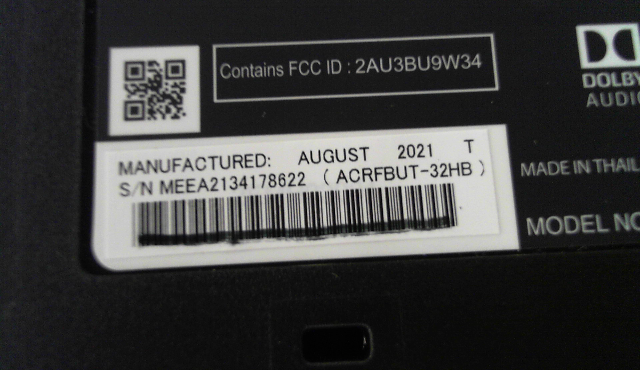 Contains FCC ID : 2AU3BU9W34
DOLBY
AUDIO
MANUFACTURED: AUGUST 2021 T
S/N MEEA2134178622 ( ACRFBUT-32HB )
MADE IN THAIL
MODEL NO